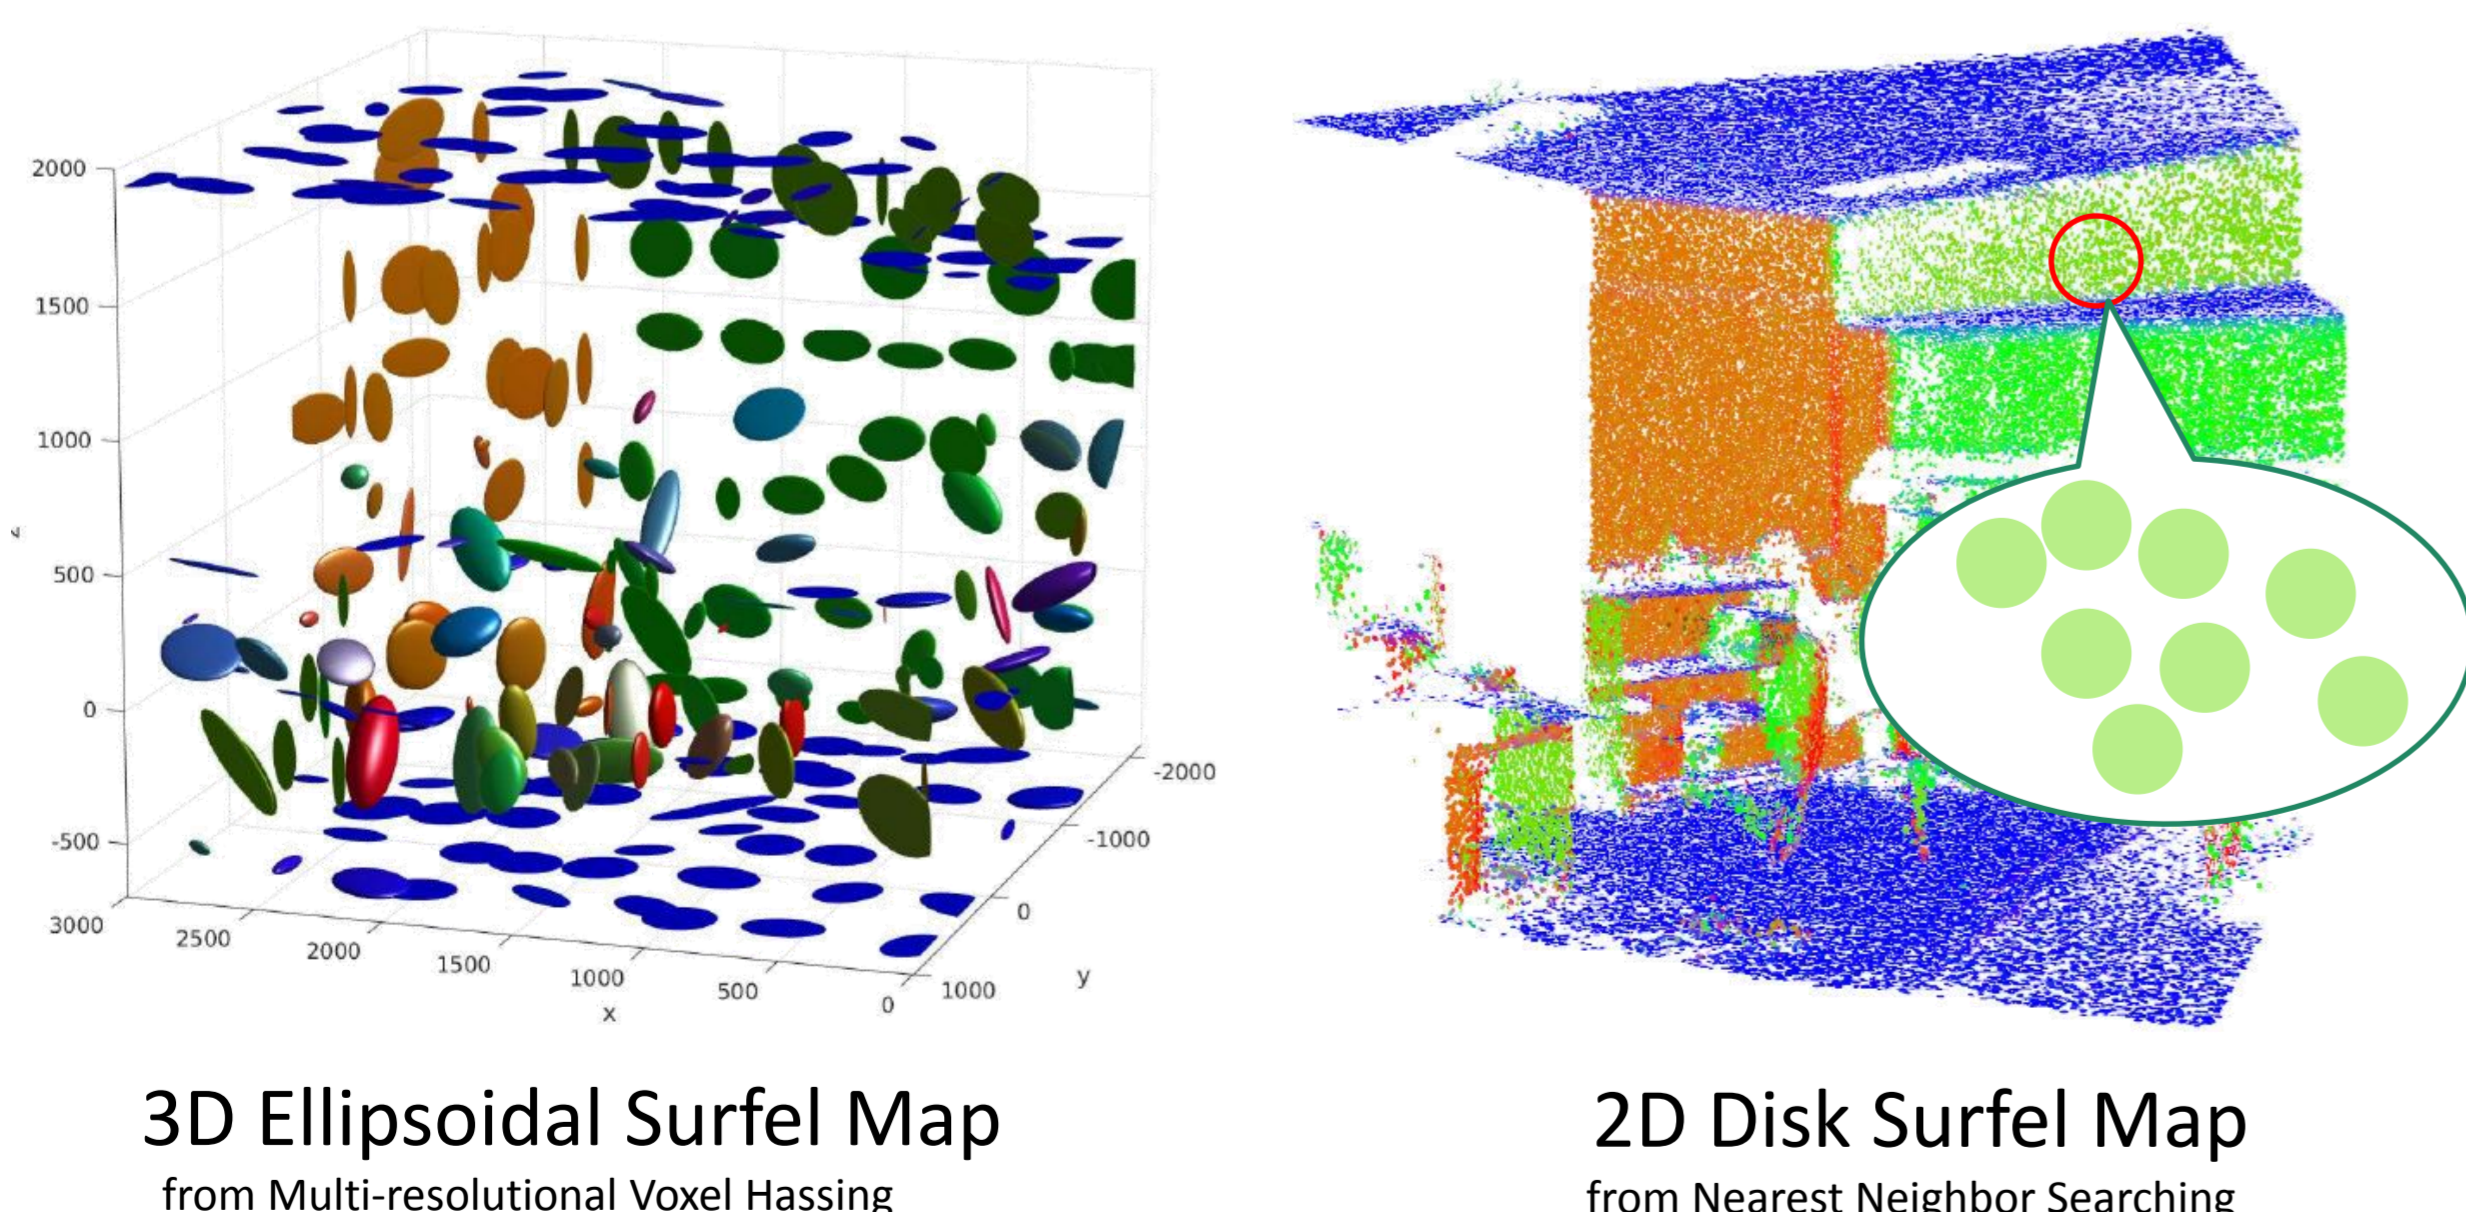 2000
1500
1000
500
0
-500
z
3000
2500
2000
1500
1000
500
0
x
1000
0
-1000
-2000
y
3D Ellipsoidal Surfel Map
from Multi-resolutional Voxel Hassing
2D Disk Surfel Map
from Nearest Neighbor Searching